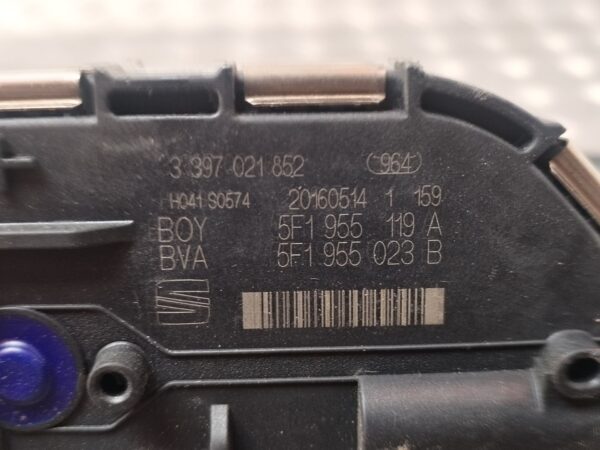 3 397 021 852 964
H041 S0574 20160514 1 159
BOY 5F1 955 119 A
BVA 5F1 955 023 B